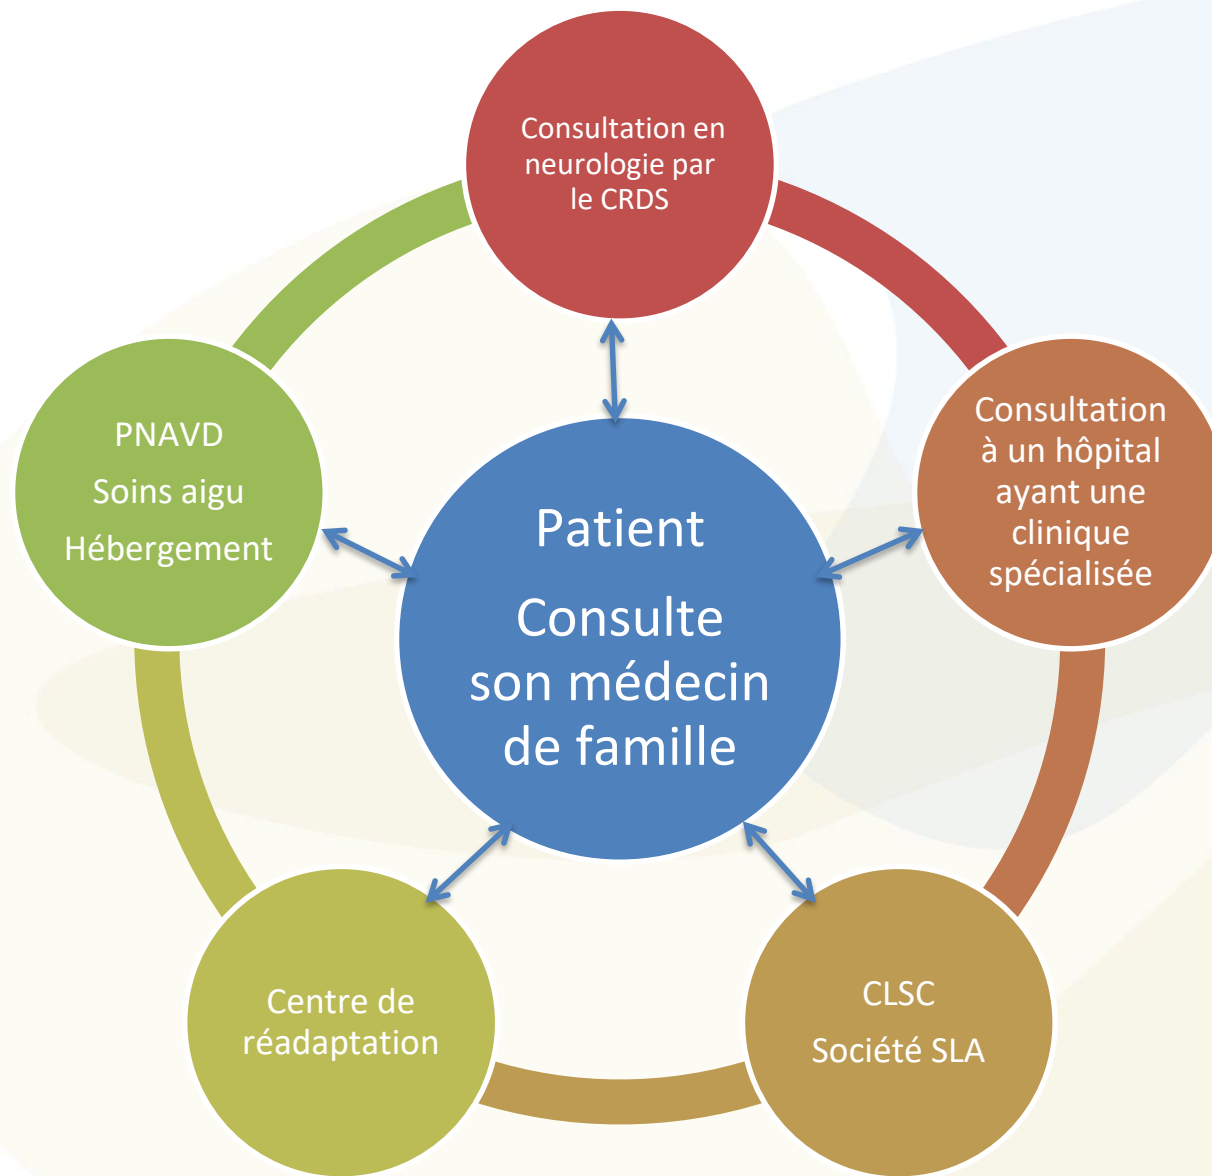 Consultation en
neurologie par
le CRDS
PNAVD
Soins aigu
Hébergement
Patient
Consulte
son médecin
de famille
Consultation
à un hôpital
ayant une
clinique
spécialisée
Centre de
réadaptation
CLSC
Société SLA